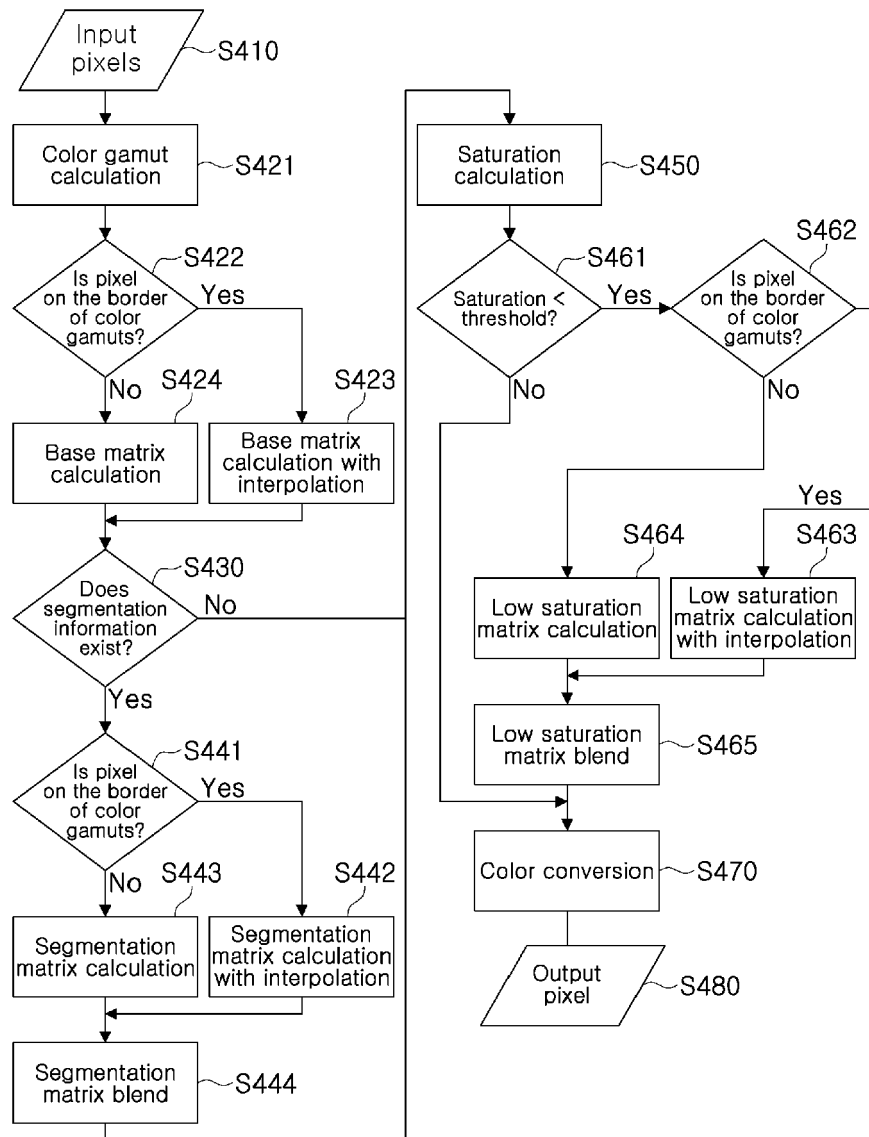 Input
pixels
S410
Color gamut
calculation
S421
S422
Is pixel
on the border
of color
gamuts?
Yes
No
S424
Base matrix
calculation
S423
Base matrix
calculation with
interpolation
S430
Does
segmentation
information
exist?
No
Yes
S441
Is pixel
on the border
of color
gamuts?
Yes
No
S443
Segmentation
matrix calculation
S442
Segmentation
matrix calculation
with interpolation
Segmentation
matrix blend
S444
Saturation
calculation
S450
S461
Saturation <
threshold?
Yes
No
S462
Is pixel
on the border
of color
gamuts?
No
Yes
S464
Low saturation
matrix calculation
S463
Low saturation
matrix calculation
with interpolation
Low saturation
matrix blend
S465
Color conversion
S470
Output
pixel
S480